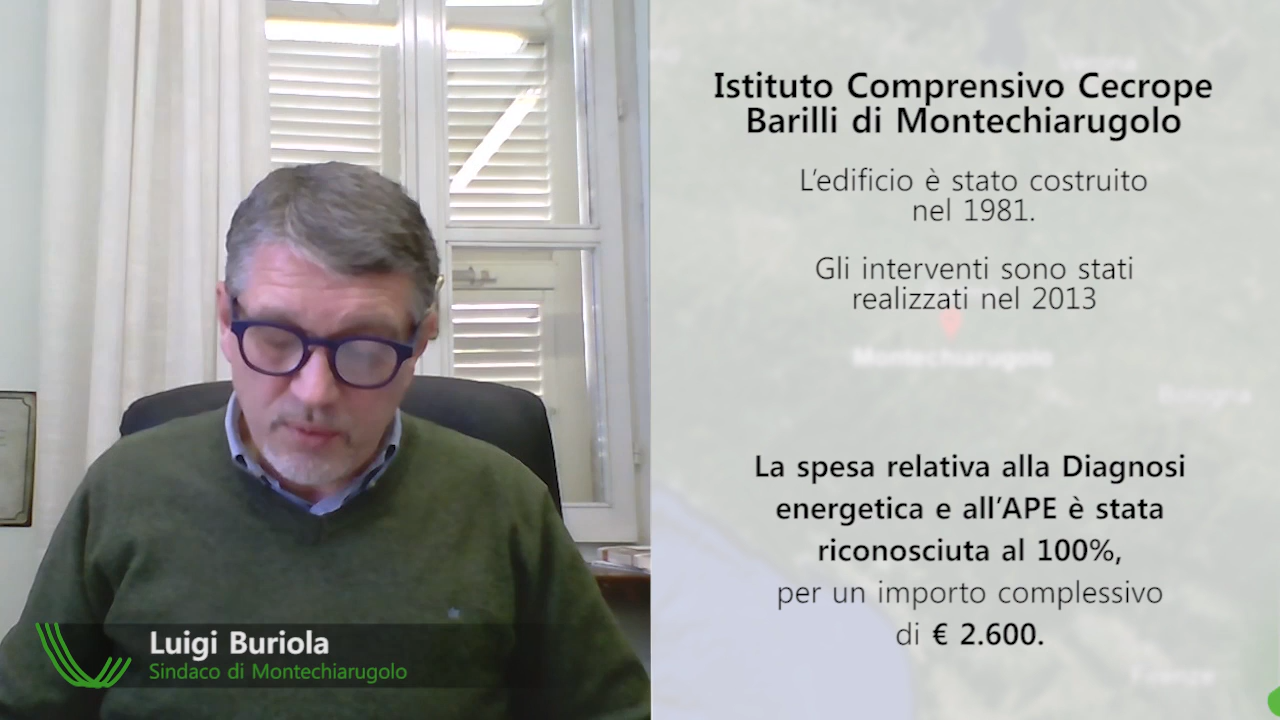 Istituto Comprensivo Cecrope
Barilli di Montechiarugolo
L'edificio è stato costruito
nel 1981.
Gli interventi sono stati
realizzati nel 2013
Montechiarugolo
Bologna
La spesa relativa alla Diagnosi
energetica e all'APE è stata
riconosciuta al 100%,
per un importo complessivo
di € 2.600.
Luigi Buriola
Sindaco di Montechiarugolo